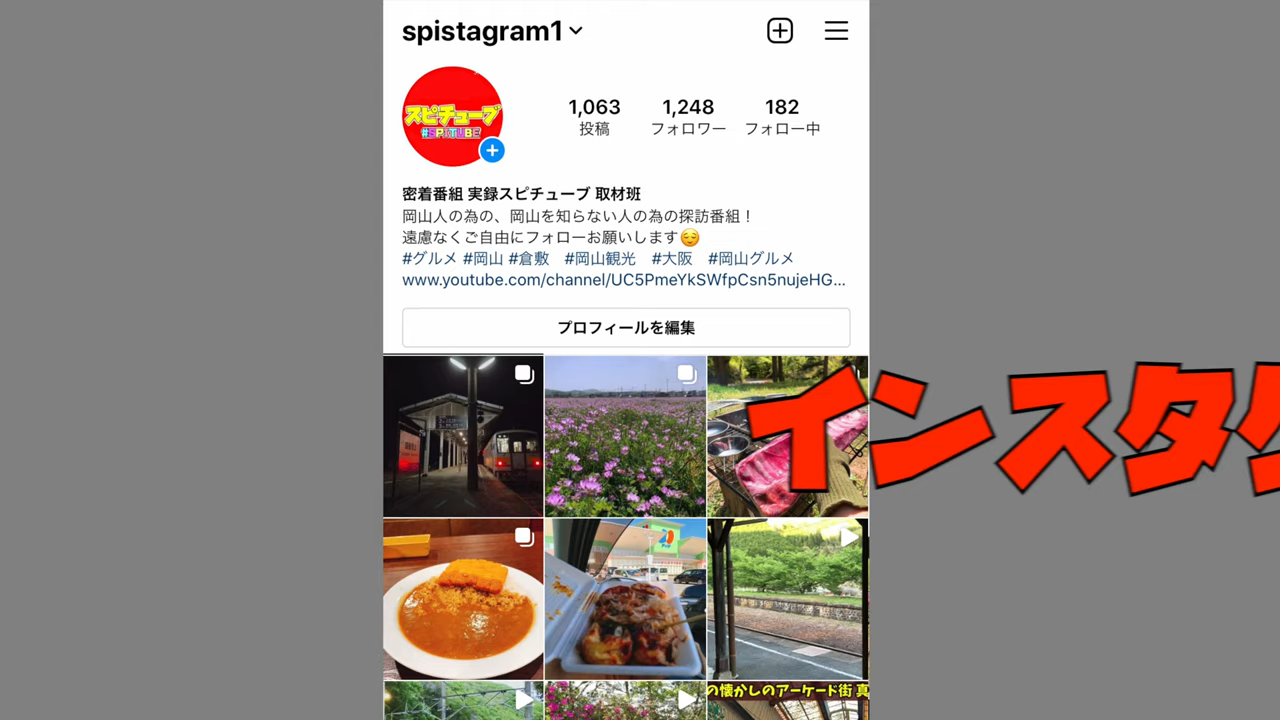 spistagram1
スピチューブ
#SPITUBE
1,063 1,248 182
投稿 フォロワー フォロー中
密着番組 実録スピチューブ 取材班
岡山人の為の、岡山を知らない人の為の探訪番組！
遠慮なくご自由にフォローお願いします😌
#グルメ #岡山 #倉敷 #岡山観光 #大阪 #岡山グルメ
www.youtube.com/channel/UC5PmeYkSWfpCsn5nujeHG...
プロフィールを編集
インスタ
の懐かしのアーケード街 真